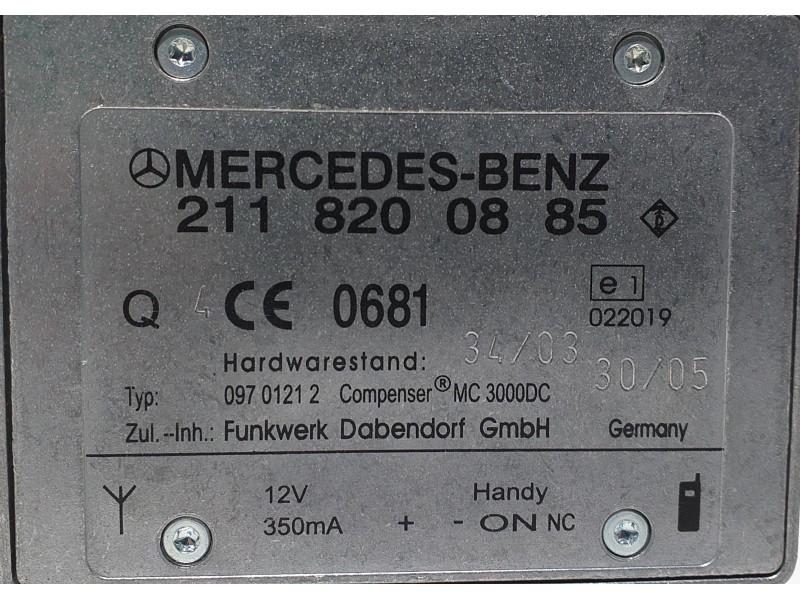 MERCEDES-BENZ
211 820 08 85 D
Q 4 CE 0681 e 1
022019
Hardwarestand: 34/03 30/05
Typ: 097 0121 2 Compenser® MC 3000DC
Zul.--Inh.: Funkwerk Dabendorf GmbH Germany
12V Handy
350mA + - ON NC